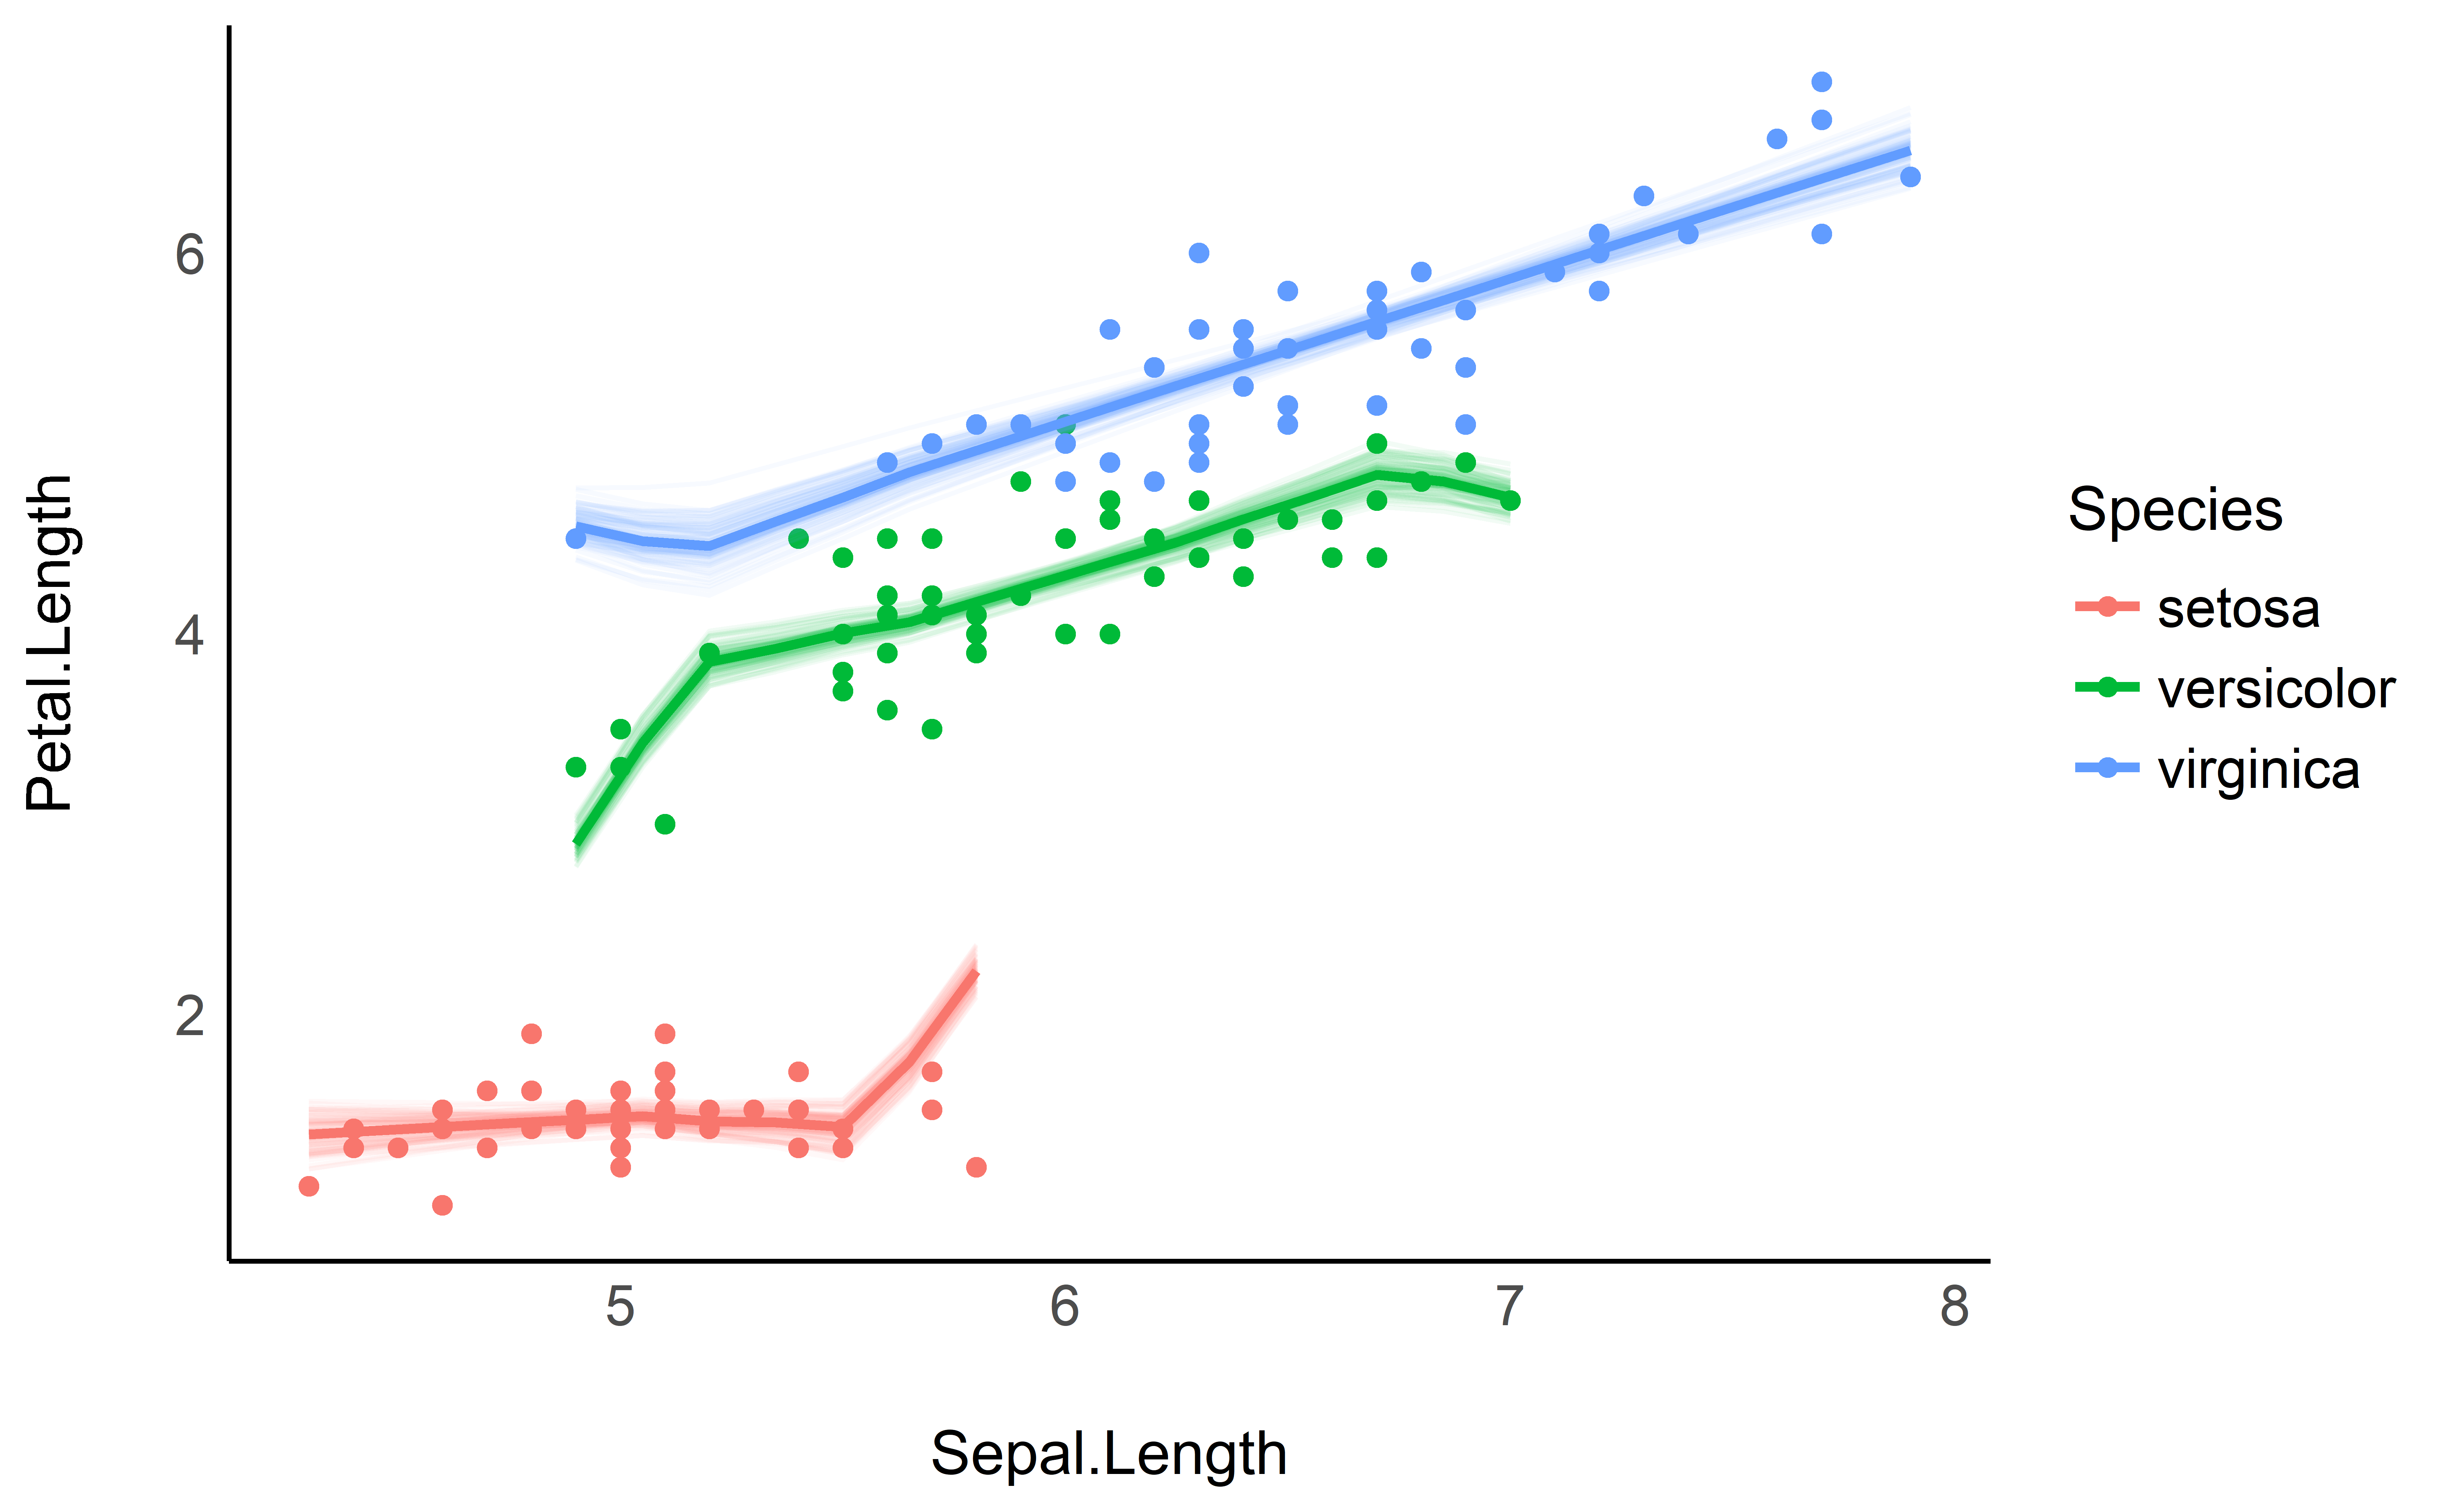 Petal.Length
6
4
2
5 6 7 8
Sepal.Length
Species
setosa
versicolor
virginica